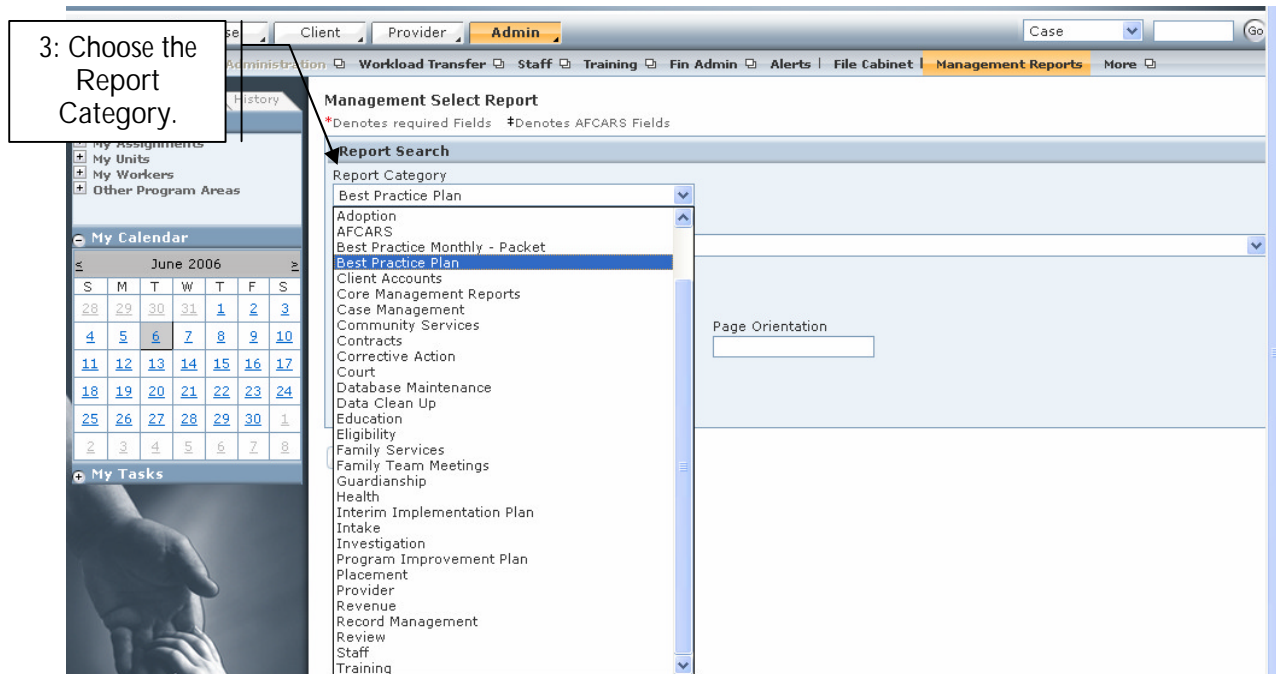 3: Choose the
Report
Category.
Client
Provider
Admin
Case
Go
Workload Transfer
Staff
Training
Fin Admin
Alerts
File Cabinet
Management Reports
More
History
Management Select Report
*Denotes required Fields ‡Denotes AFCARS Fields
My Assignments
My Units
My Workers
Other Program Areas
Report Search
Report Category
Best Practice Plan
Adoption
AFCARS
Best Practice Monthly - Packet
Best Practice Plan
Client Accounts
Core Management Reports
Case Management
Community Services
Contracts
Corrective Action
Court
Database Maintenance
Data Clean Up
Education
Eligibility
Family Services
Family Team Meetings
Guardianship
Health
Interim Implementation Plan
Intake
Investigation
Program Improvement Plan
Placement
Provider
Revenue
Record Management
Review
Staff
Training
Page Orientation
My Calendar
≤ June 2006 ≥
S M T W T F S
28 29 30 31 1 2 3
4 5 6 7 8 9 10
11 12 13 14 15 16 17
18 19 20 21 22 23 24
25 26 27 28 29 30 1
2 3 4 5 6 7 8
My Tasks